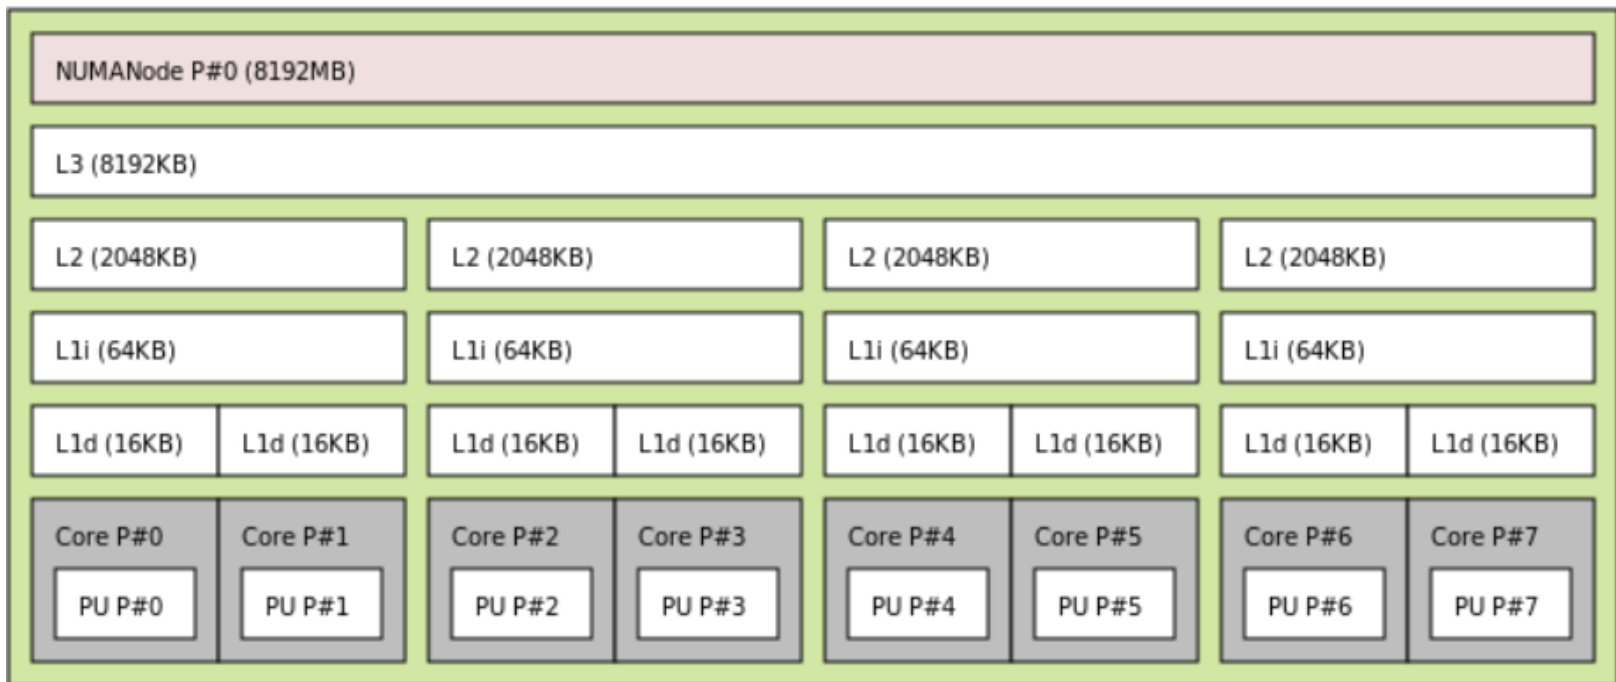 NUMANode P#0 (8192MB)
L3 (8192KB)
L2 (2048KB) L2 (2048KB) L2 (2048KB) L2 (2048KB)
L1i (64KB) L1i (64KB) L1i (64KB) L1i (64KB)
L1d (16KB) L1d (16KB) L1d (16KB) L1d (16KB) L1d (16KB) L1d (16KB) L1d (16KB) L1d (16KB)
Core P#0 Core P#1 Core P#2 Core P#3 Core P#4 Core P#5 Core P#6 Core P#7
PU P#0 PU P#1 PU P#2 PU P#3 PU P#4 PU P#5 PU P#6 PU P#7